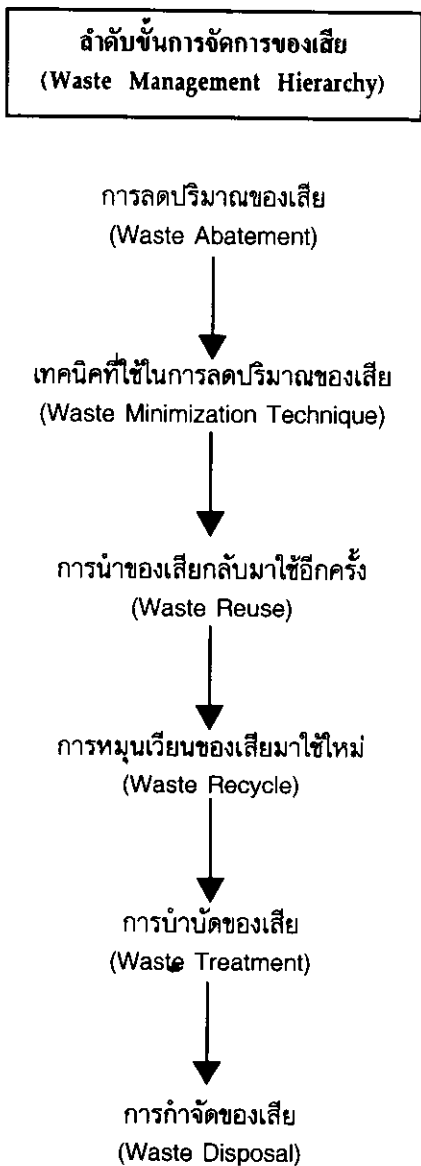 ลำดับขั้นการจัดการของเสีย
(Waste Management Hierarchy)
การลดปริมาณของเสีย
(Waste Abatement)
เทคนิคที่ใช้ในการลดปริมาณของเสีย
(Waste Minimization Technique)
การนำของเสียกลับมาใช้อีกครั้ง
(Waste Reuse)
การหมุนเวียนของเสียมาใช้ใหม่
(Waste Recycle)
การบำบัดของเสีย
(Waste Treatment)
การกำจัดของเสีย
(Waste Disposal)